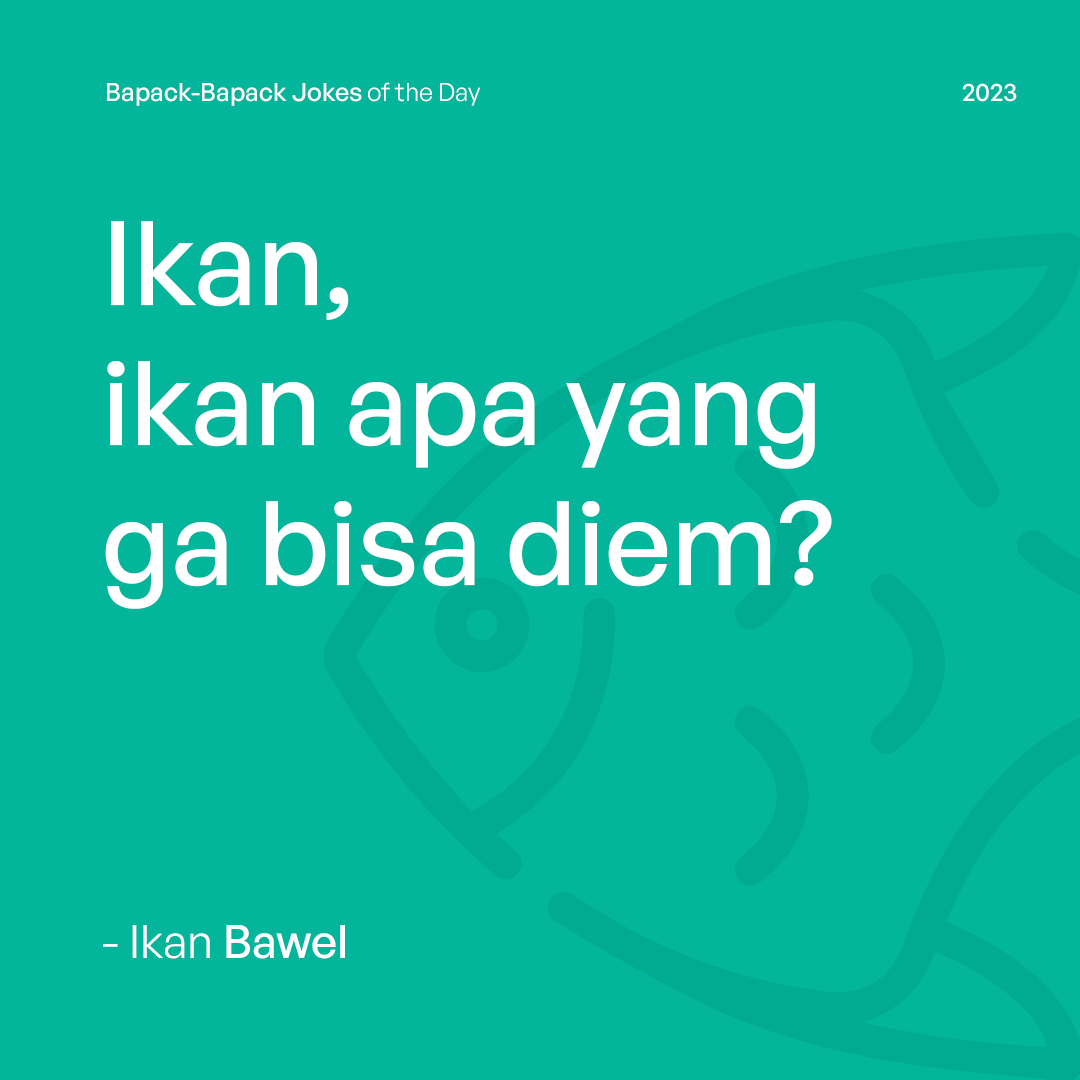 Bapack-Bapack Jokes of the Day
2023
Ikan,
ikan apa yang
ga bisa diem?
- Ikan Bawel